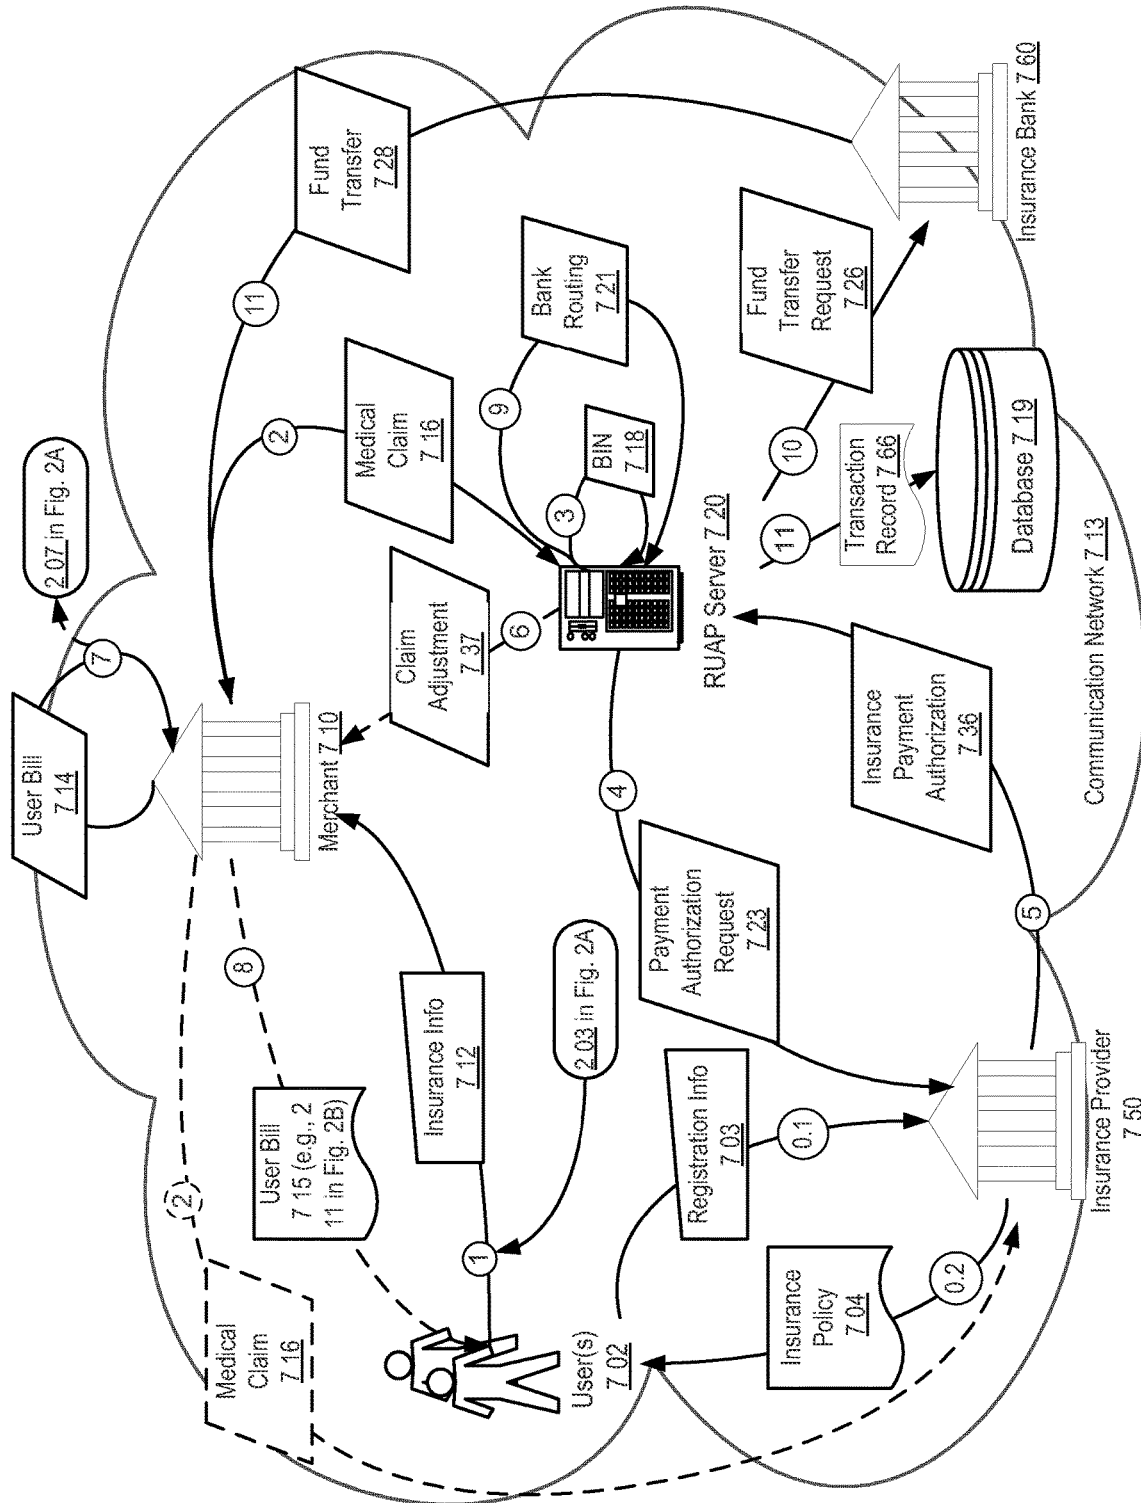 Medical
Claim
7.16
2
User Bill
7.15 (e.g., 2
11 in Fig. 2B)
8
User Bill
7.14
7
2.07 in Fig. 2A
Merchant 7.10
11
Fund
Transfer
7.28
2
Medical
Claim
7.16
Claim
Adjustment
7.37
6
Insurance Info
7.12
1
2.03 in Fig. 2A
User(s)
7.02
9
Bank
Routing
7.21
3
BIN
7.18
RUAP Server 7.20
4
Payment
Authorization
Request
7.23
Registration Info
7.03
0.1
Insurance
Policy
7.04
0.2
Insurance Provider
7.50
5
Insurance
Payment
Authorization
7.36
11
Transaction
Record 7.66
Database 7.19
10
Fund
Transfer
Request
7.26
Insurance Bank 7.60
Communication Network 7.13